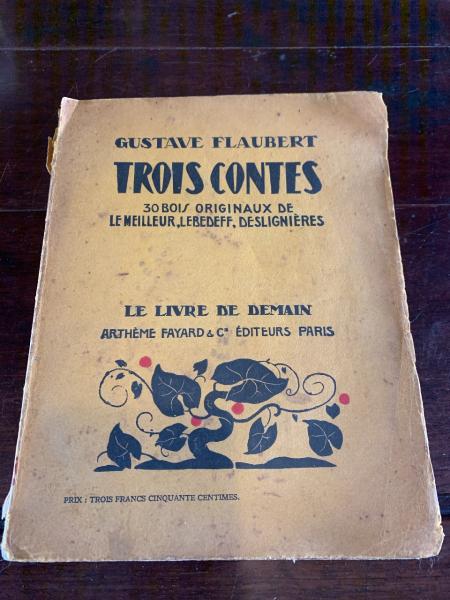 GUSTAVE FLAUBERT
TROIS CONTES
30 BOIS ORIGINAUX DE
LE MEILLEUR, LEBEDEFF, DESLIGNIÈRES
LE LIVRE DE DEMAIN
ARTHÈME FAYARD & Cie ÉDITEURS PARIS
PRIX : TROIS FRANCS CINQUANTE CENTIMES.